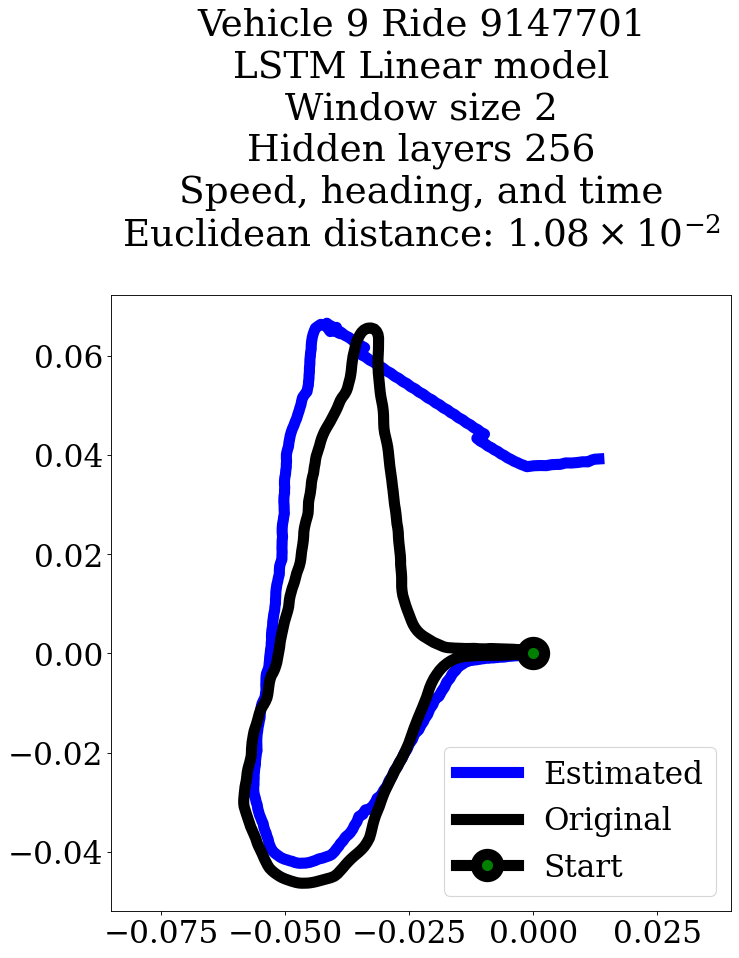 Vehicle 9 Ride 9147701
LSTM Linear model
Window size 2
Hidden layers 256
Speed, heading, and time
Euclidean distance: 1.08 × 10⁻²
0.06
0.04
0.02
0.00
−0.02
−0.04
Estimated
Original
Start
−0.075 −0.050 −0.025 0.000 0.025